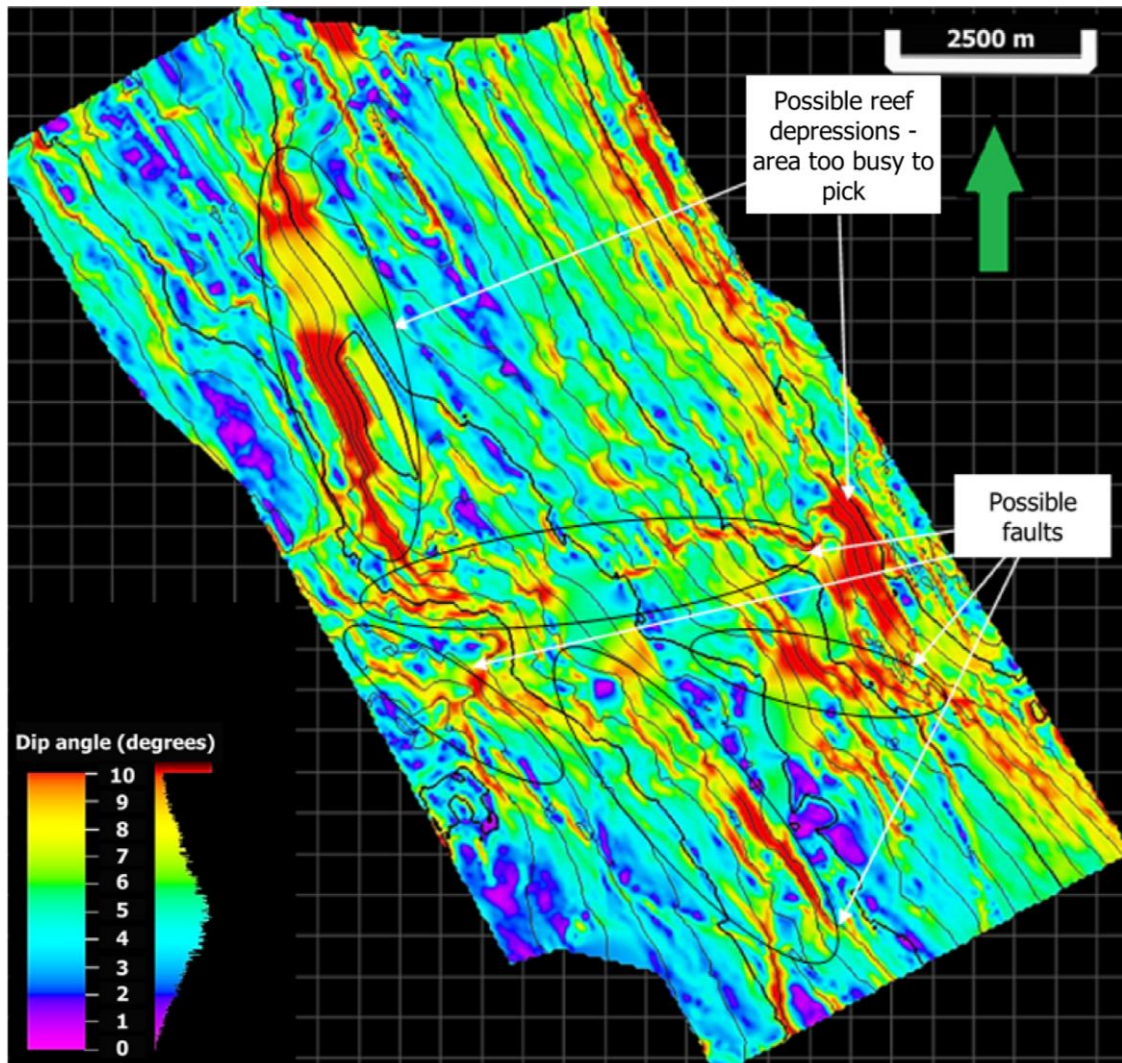 2500 m
Possible reef
depressions -
area too busy to
pick
Possible
faults
Dip angle (degrees)
10
9
8
7
6
5
4
3
2
1
0